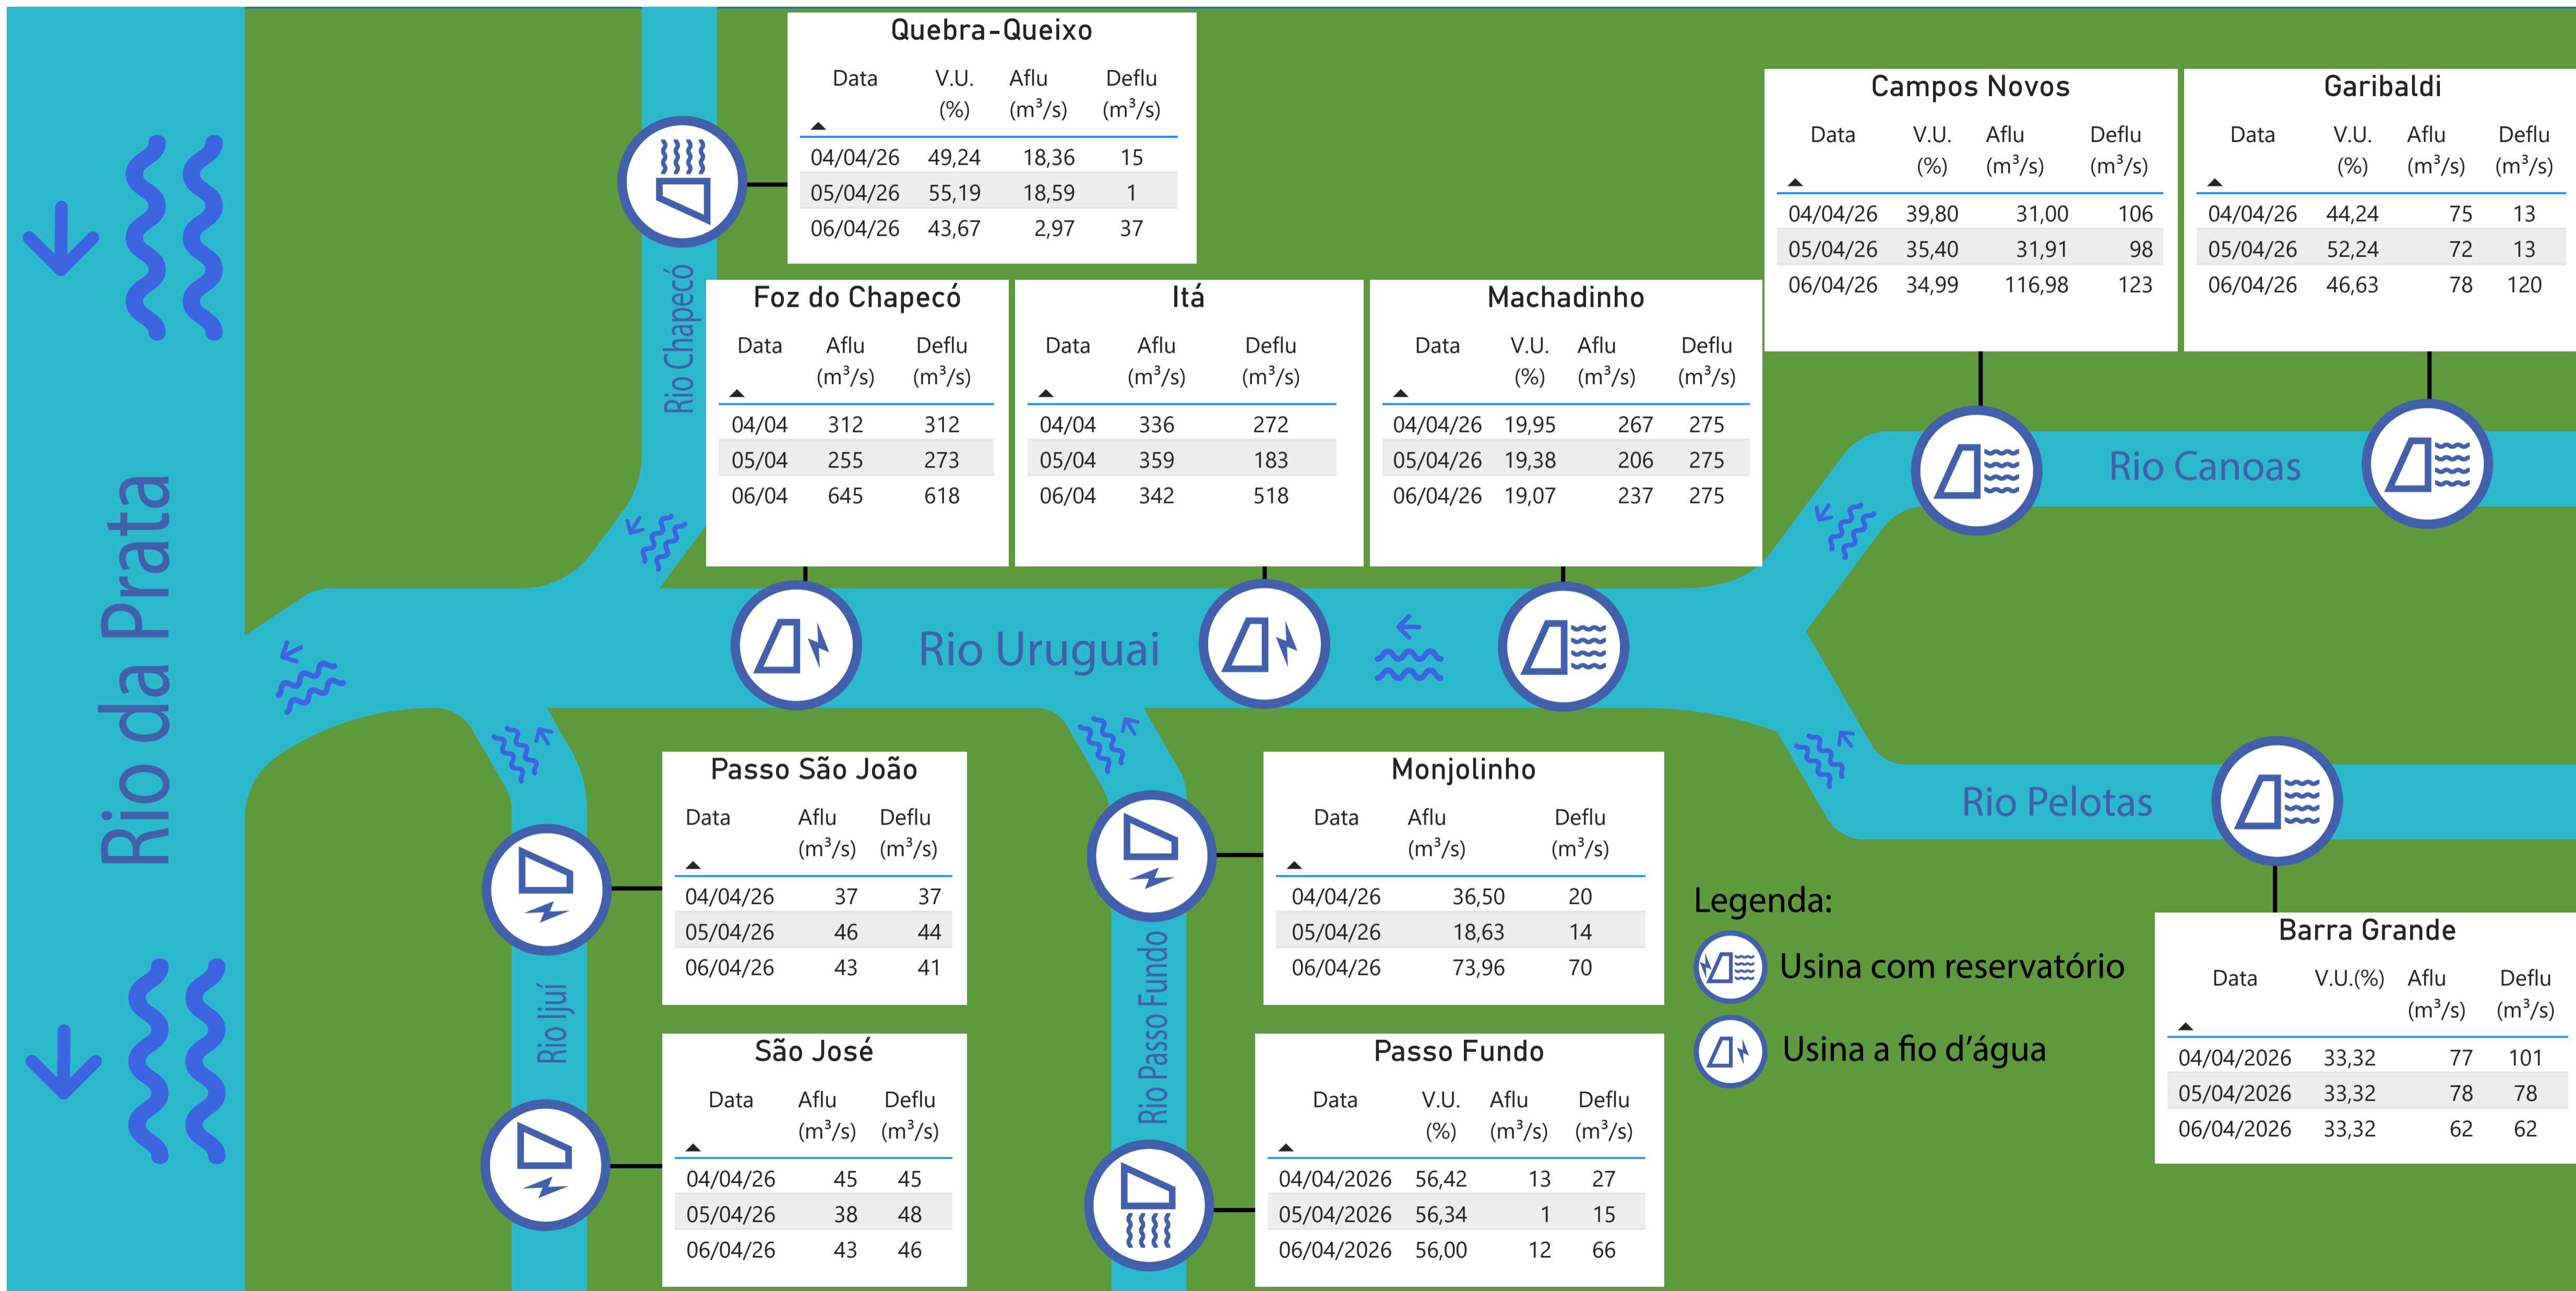 Quebra-Queixo
Data V.U. (%) Aflu (m³/s) Deflu (m³/s)
04/04/26 49,24 18,36 15
05/04/26 55,19 18,59 1
06/04/26 43,67 2,97 37
Campos Novos
Data V.U. (%) Aflu (m³/s) Deflu (m³/s)
04/04/26 39,80 31,00 106
05/04/26 35,40 31,91 98
06/04/26 34,99 116,98 123
Garibaldi
Data V.U. (%) Aflu (m³/s) Deflu (m³/s)
04/04/26 44,24 75 13
05/04/26 52,24 72 13
06/04/26 46,63 78 120
Rio Chapecó
Foz do Chapecó
Data Aflu (m³/s) Deflu (m³/s)
04/04 312 312
05/04 255 273
06/04 645 618
Itá
Data Aflu (m³/s) Deflu (m³/s)
04/04 336 272
05/04 359 183
06/04 342 518
Machadinho
Data V.U. (%) Aflu (m³/s) Deflu (m³/s)
04/04/26 19,95 267 275
05/04/26 19,38 206 275
06/04/26 19,07 237 275
Rio Canoas
Rio da Prata
Rio Uruguai
Rio Pelotas
Passo São João
Data Aflu (m³/s) Deflu (m³/s)
04/04/26 37 37
05/04/26 46 44
06/04/26 43 41
Monjolinho
Data Aflu (m³/s) Deflu (m³/s)
04/04/26 36,50 20
05/04/26 18,63 14
06/04/26 73,96 70
Legenda:
Usina com reservatório
Usina a fio d’água
Barra Grande
Data V.U.(%) Aflu (m³/s) Deflu (m³/s)
04/04/2026 33,32 77 101
05/04/2026 33,32 78 78
06/04/2026 33,32 62 62
Rio Ijuí
São José
Data Aflu (m³/s) Deflu (m³/s)
04/04/26 45 45
05/04/26 38 48
06/04/26 43 46
Rio Passo Fundo
Passo Fundo
Data V.U. (%) Aflu (m³/s) Deflu (m³/s)
04/04/2026 56,42 13 27
05/04/2026 56,34 1 15
06/04/2026 56,00 12 66